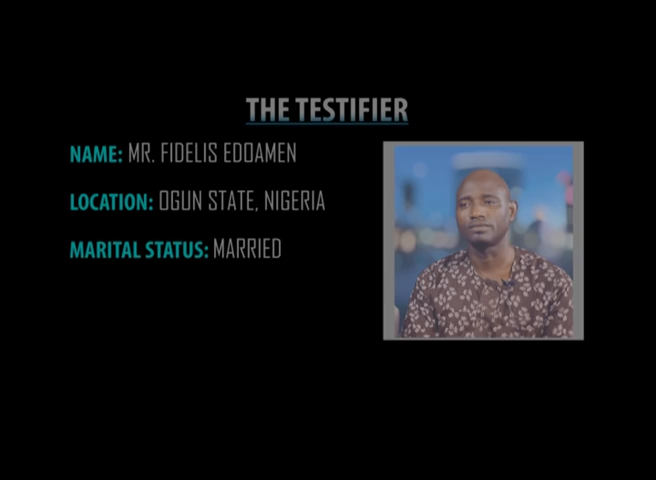 THE TESTIFIER
NAME: MR. FIDELIS EDOAMEN
LOCATION: OGUN STATE, NIGERIA
MARITAL STATUS: MARRIED